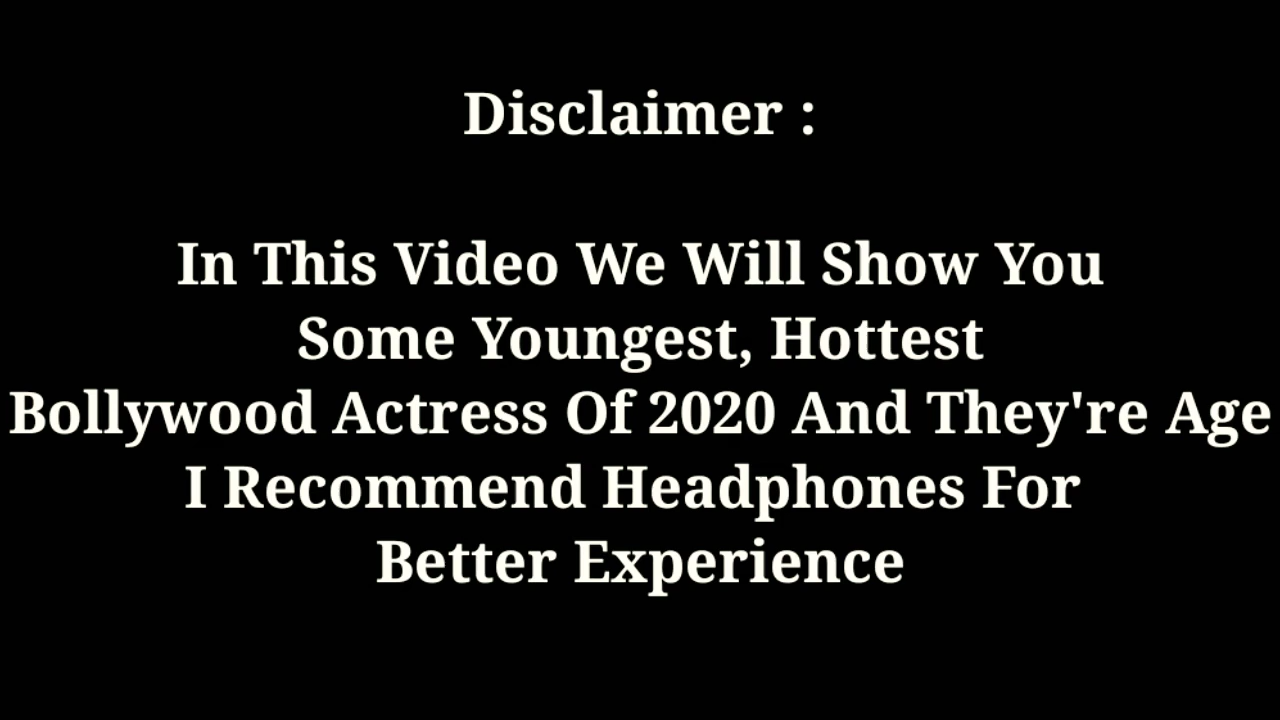 Disclaimer :
In This Video We Will Show You
Some Youngest, Hottest
Bollywood Actress Of 2020 And They're Age
I Recommend Headphones For
Better Experience